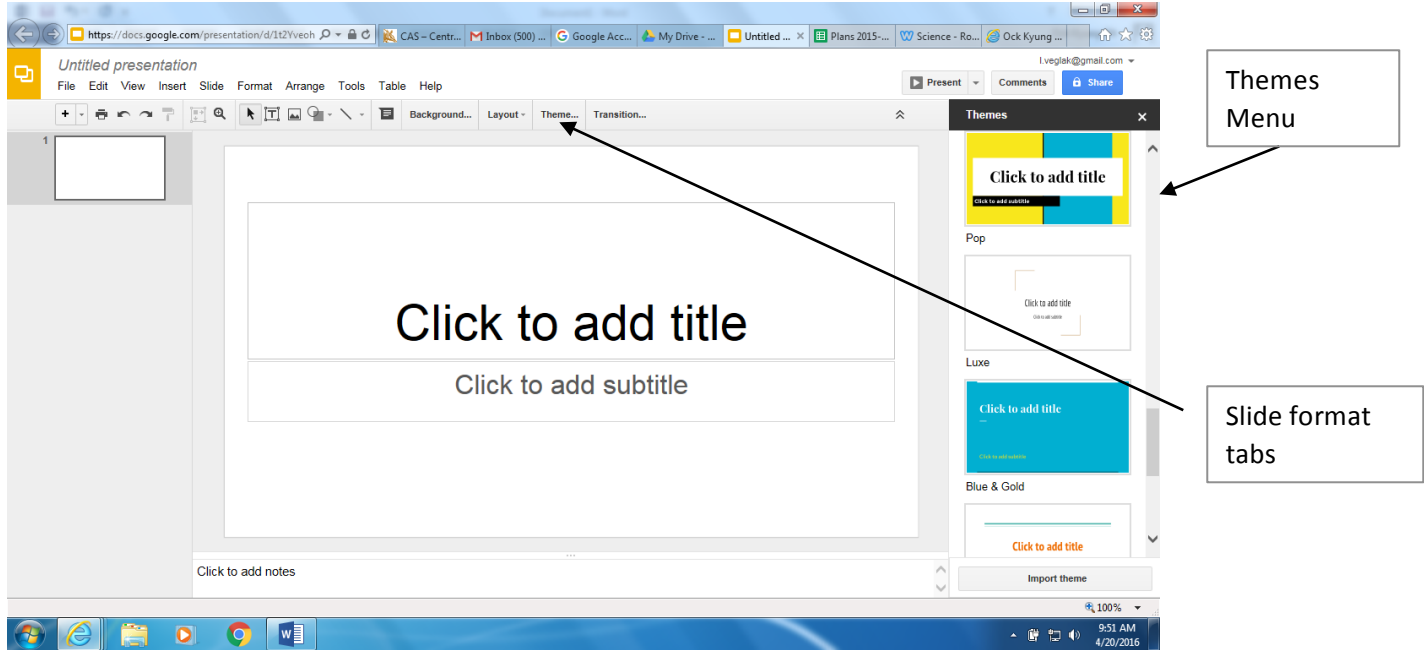 https://docs.google.com/presentation/d/1t2Yveoh
CAS – Centr...
Inbox (500) ...
Google Acc...
My Drive - ...
Untitled ...
Plans 2015-...
Science - Ro...
Ock Kyung ...
Untitled presentation
l.veglak@gmail.com
File Edit View Insert Slide Format Arrange Tools Table Help
Present
Comments
Share
Background...
Layout
Theme...
Transition...
Themes
1
Click to add title
Click to add subtitle
Click to add notes
Click to add title
Click to add subtitle
Pop
Click to add title
Click to add subtitle
Luxe
Click to add title
Click to add subtitle
Blue & Gold
Click to add title
Import theme
100%
9:51 AM
4/20/2016
Themes
Menu
Slide format
tabs